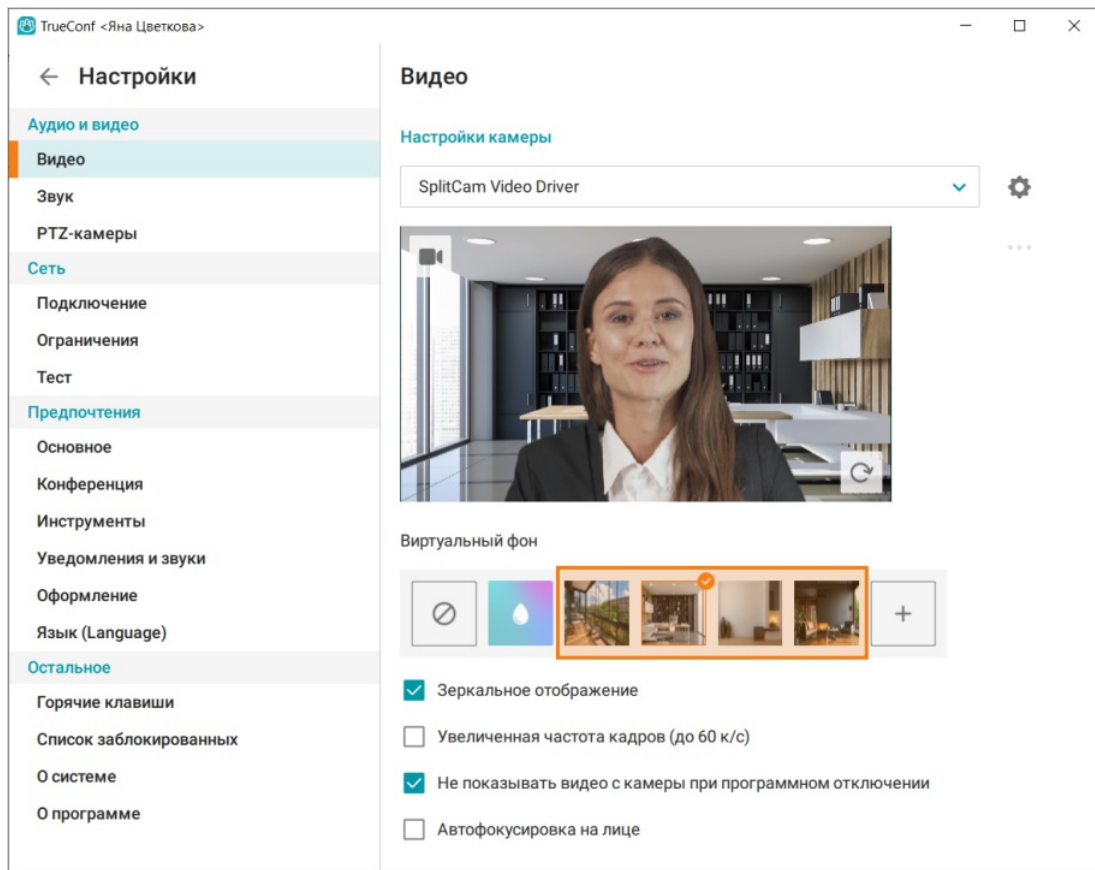 TrueConf <Яна Цветкова>
Настройки
Аудио и видео
Видео
Звук
PTZ-камеры
Сеть
Подключение
Ограничения
Тест
Предпочтения
Основное
Конференция
Инструменты
Уведомления и звуки
Оформление
Язык (Language)
Остальное
Горячие клавиши
Список заблокированных
О системе
О программе
Видео
Настройки камеры
SplitCam Video Driver
Виртуальный фон
Зеркальное отображение
Увеличенная частота кадров (до 60 к/с)
Не показывать видео с камеры при программном отключении
Автофокусировка на лице